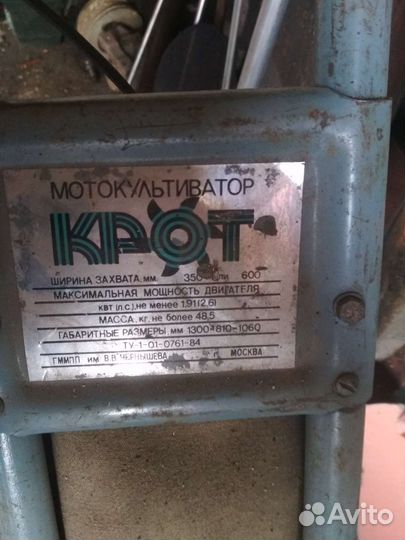 МОТОКУЛЬТИВАТОР
КРОТ
ШИРИНА ЗАХВАТА, мм 350 или 600
МАКСИМАЛЬНАЯ МОЩНОСТЬ ДВИГАТЕЛЯ
КВТ (л.с.), не менее 1,91(2,6)
МАССА, кг, не более 48,5
ГАБАРИТНЫЕ РАЗМЕРЫ, мм 1300×810×1060
ТУ-1-01-0761-84
ГМИПП им В.В.ЧЕРНЫШЕВА МОСКВА
Avito